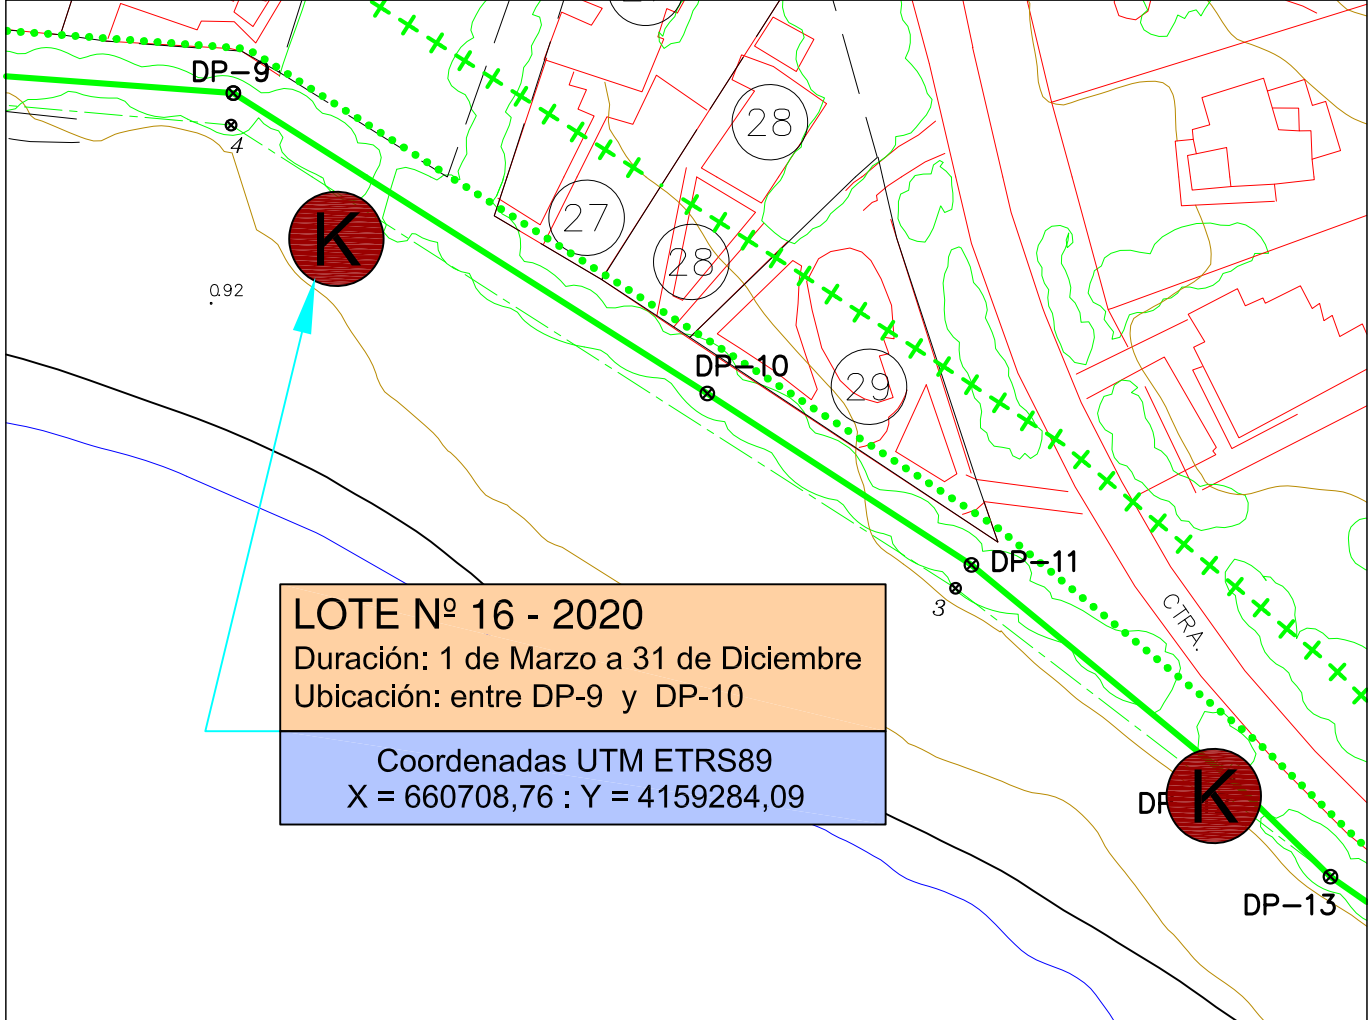 DP-9
4
28
K
27
28
0.92
DP-10
29
DP-11
3
CTRA.
LOTE Nº 16 - 2020
Duración: 1 de Marzo a 31 de Diciembre
Ubicación: entre DP-9 y DP-10
Coordenadas UTM ETRS89
X = 660708,76 : Y = 4159284,09
K
DP-13